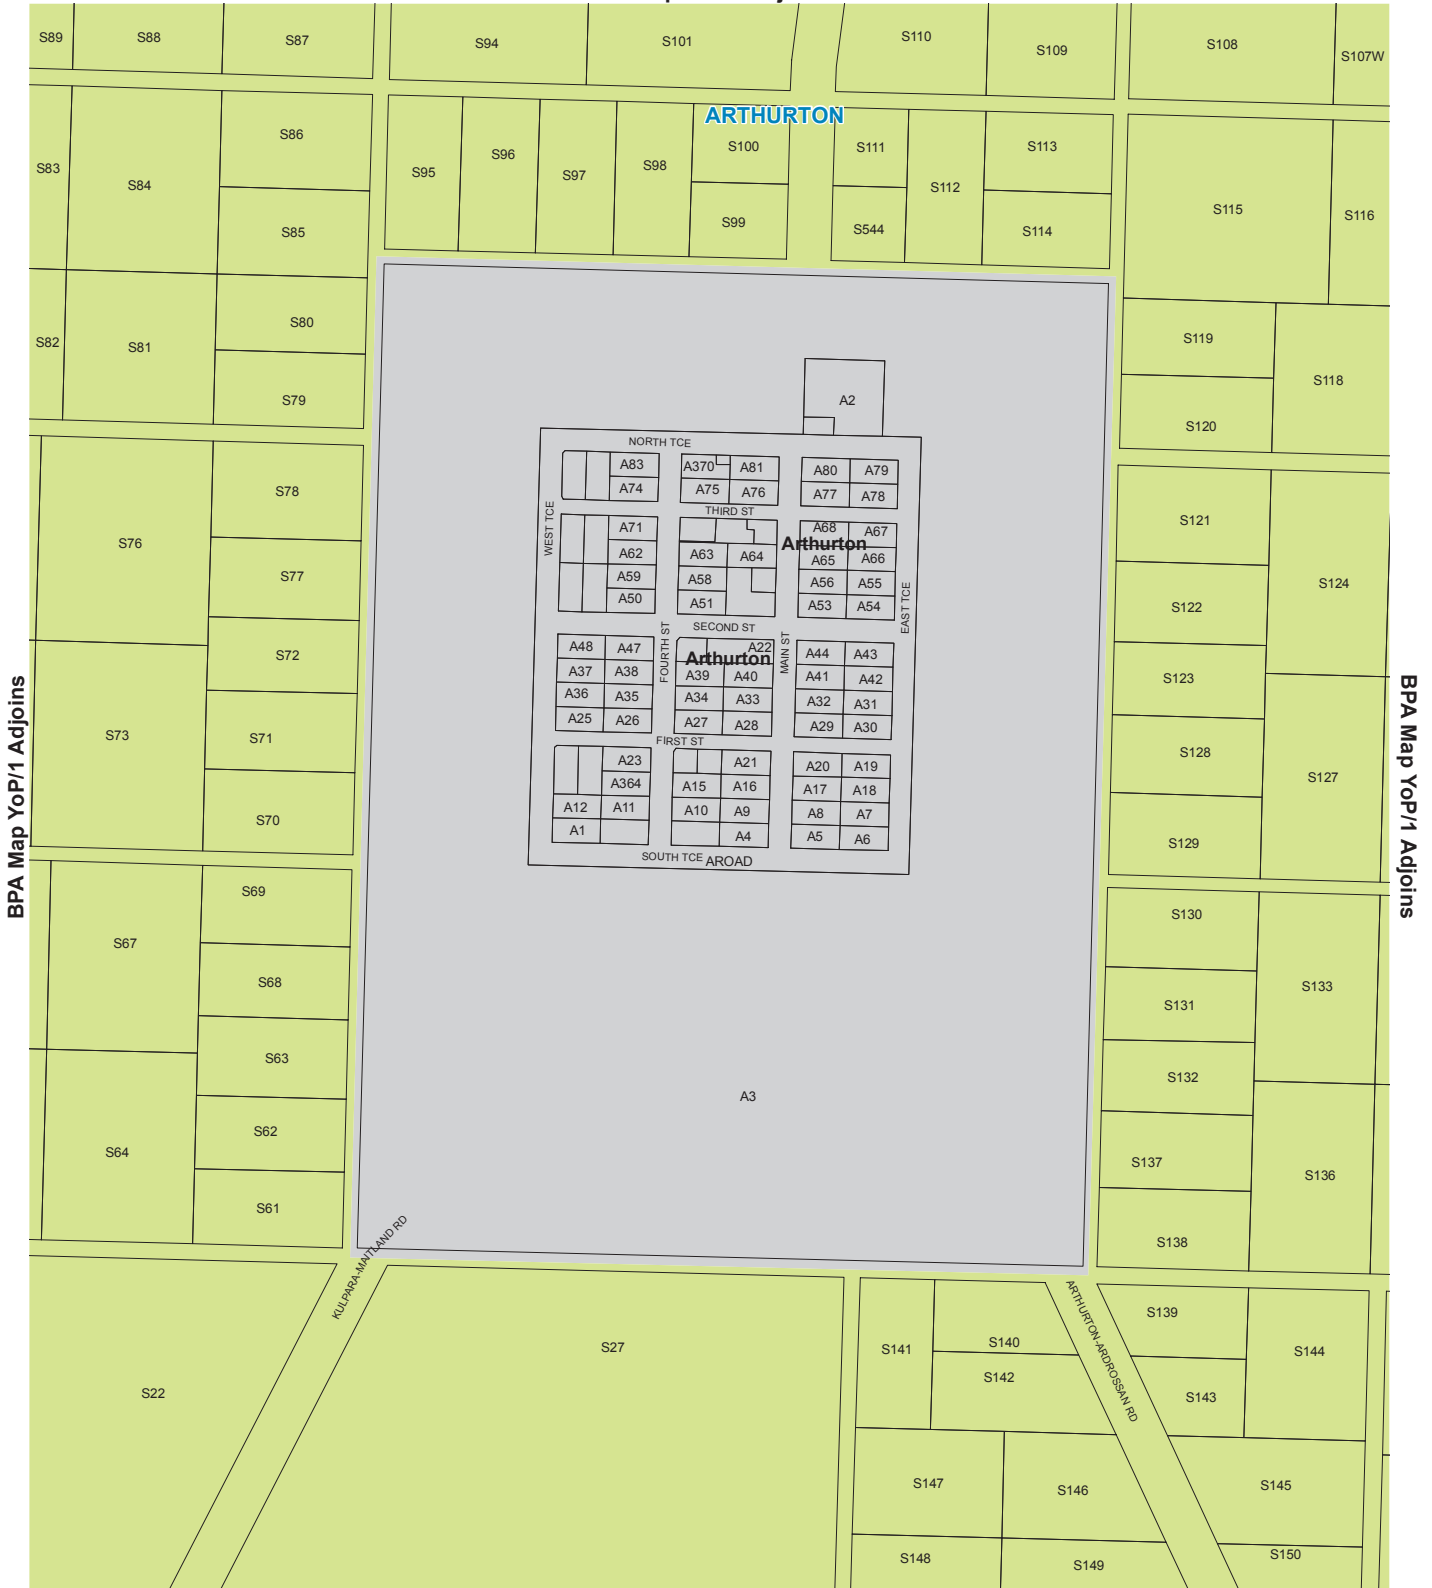 S89 S88 S87 S94 S101 S110 S109 S108 S107W
ARTHURTON
S83 S84 S86 S95 S96 S97 S98 S100 S111 S112 S113 S115 S116
S85 S99 S544 S114
S82 S81 S80 S119 S118
S79 A2 S120
NORTH TCE
A83 A370 A81 A80 A79
A74 A75 A76 A77 A78
THIRD ST
WEST TCE
A71 A68 A67
Arthurton
A62 A63 A64 A65 A66
A59 A58 A56 A55
A50 A51 A53 A54
EAST TCE
SECOND ST
FOURTH ST
MAIN ST
A48 A47 A22 A44 A43
Arthurton
A37 A38 A39 A40 A41 A42
A36 A35 A34 A33 A32 A31
A25 A26 A27 A28 A29 A30
FIRST ST
A23 A21 A20 A19
A364 A15 A16 A17 A18
A12 A11 A10 A9 A8 A7
A1 A4 A5 A6
SOUTH TCE AROAD
S76 S78 S121 S124
S77 S122
S72 S123
S73 S71 S128 S127
S70 S129
BPA Map YoP/1 Adjoins
BPA Map YoP/1 Adjoins
S67 S69 S130 S133
S68 S131
S63 A3 S132
S64 S62 S137 S136
S61 S138
KULPARA-MAITLAND RD
ARTHURTON-ARDROSSAN RD
S22 S27 S141 S140 S139 S144
S142 S143
S147 S146 S145
S148 S149 S150